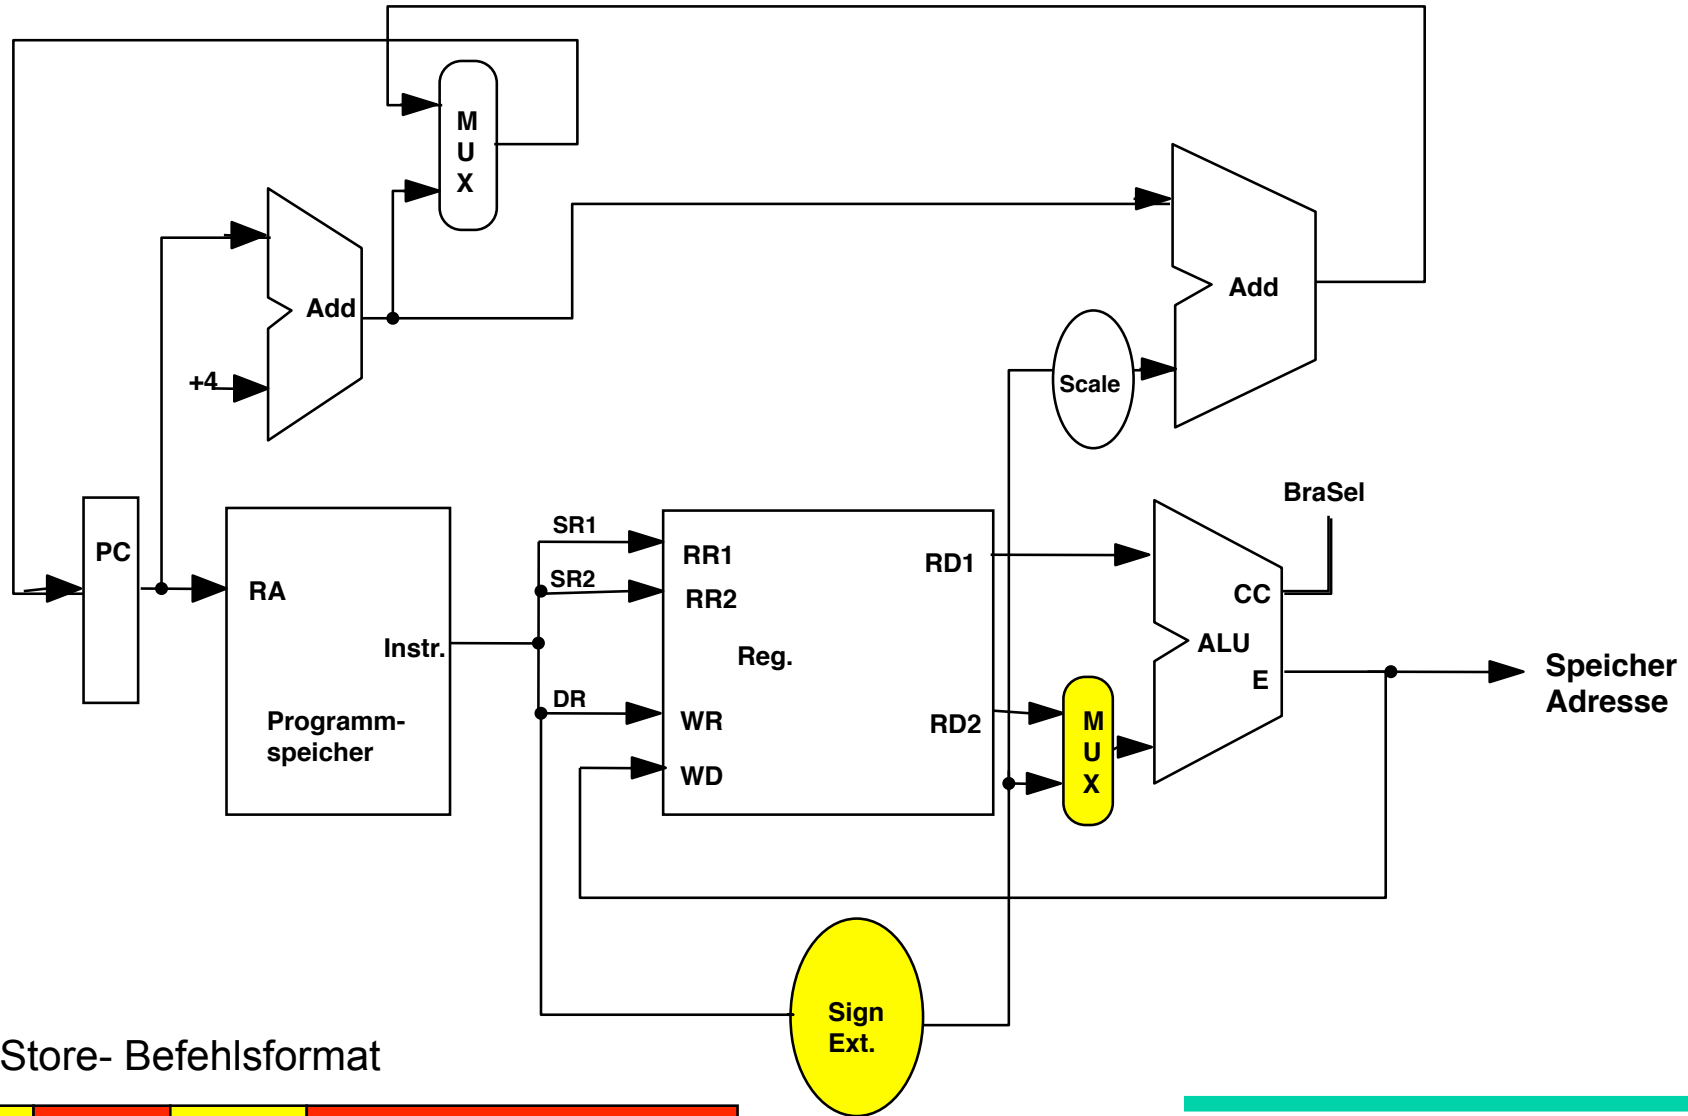 M
U
X
Add
Add
+4
Scale
BraSel
PC
SR1
RR1
RD1
SR2
RA
RR2
CC
Instr.
Reg.
ALU
Speicher
E
Adresse
DR
Programm-
speicher
WR
RD2
M
U
X
WD
Sign
Ext.
Store- Befehlsformat